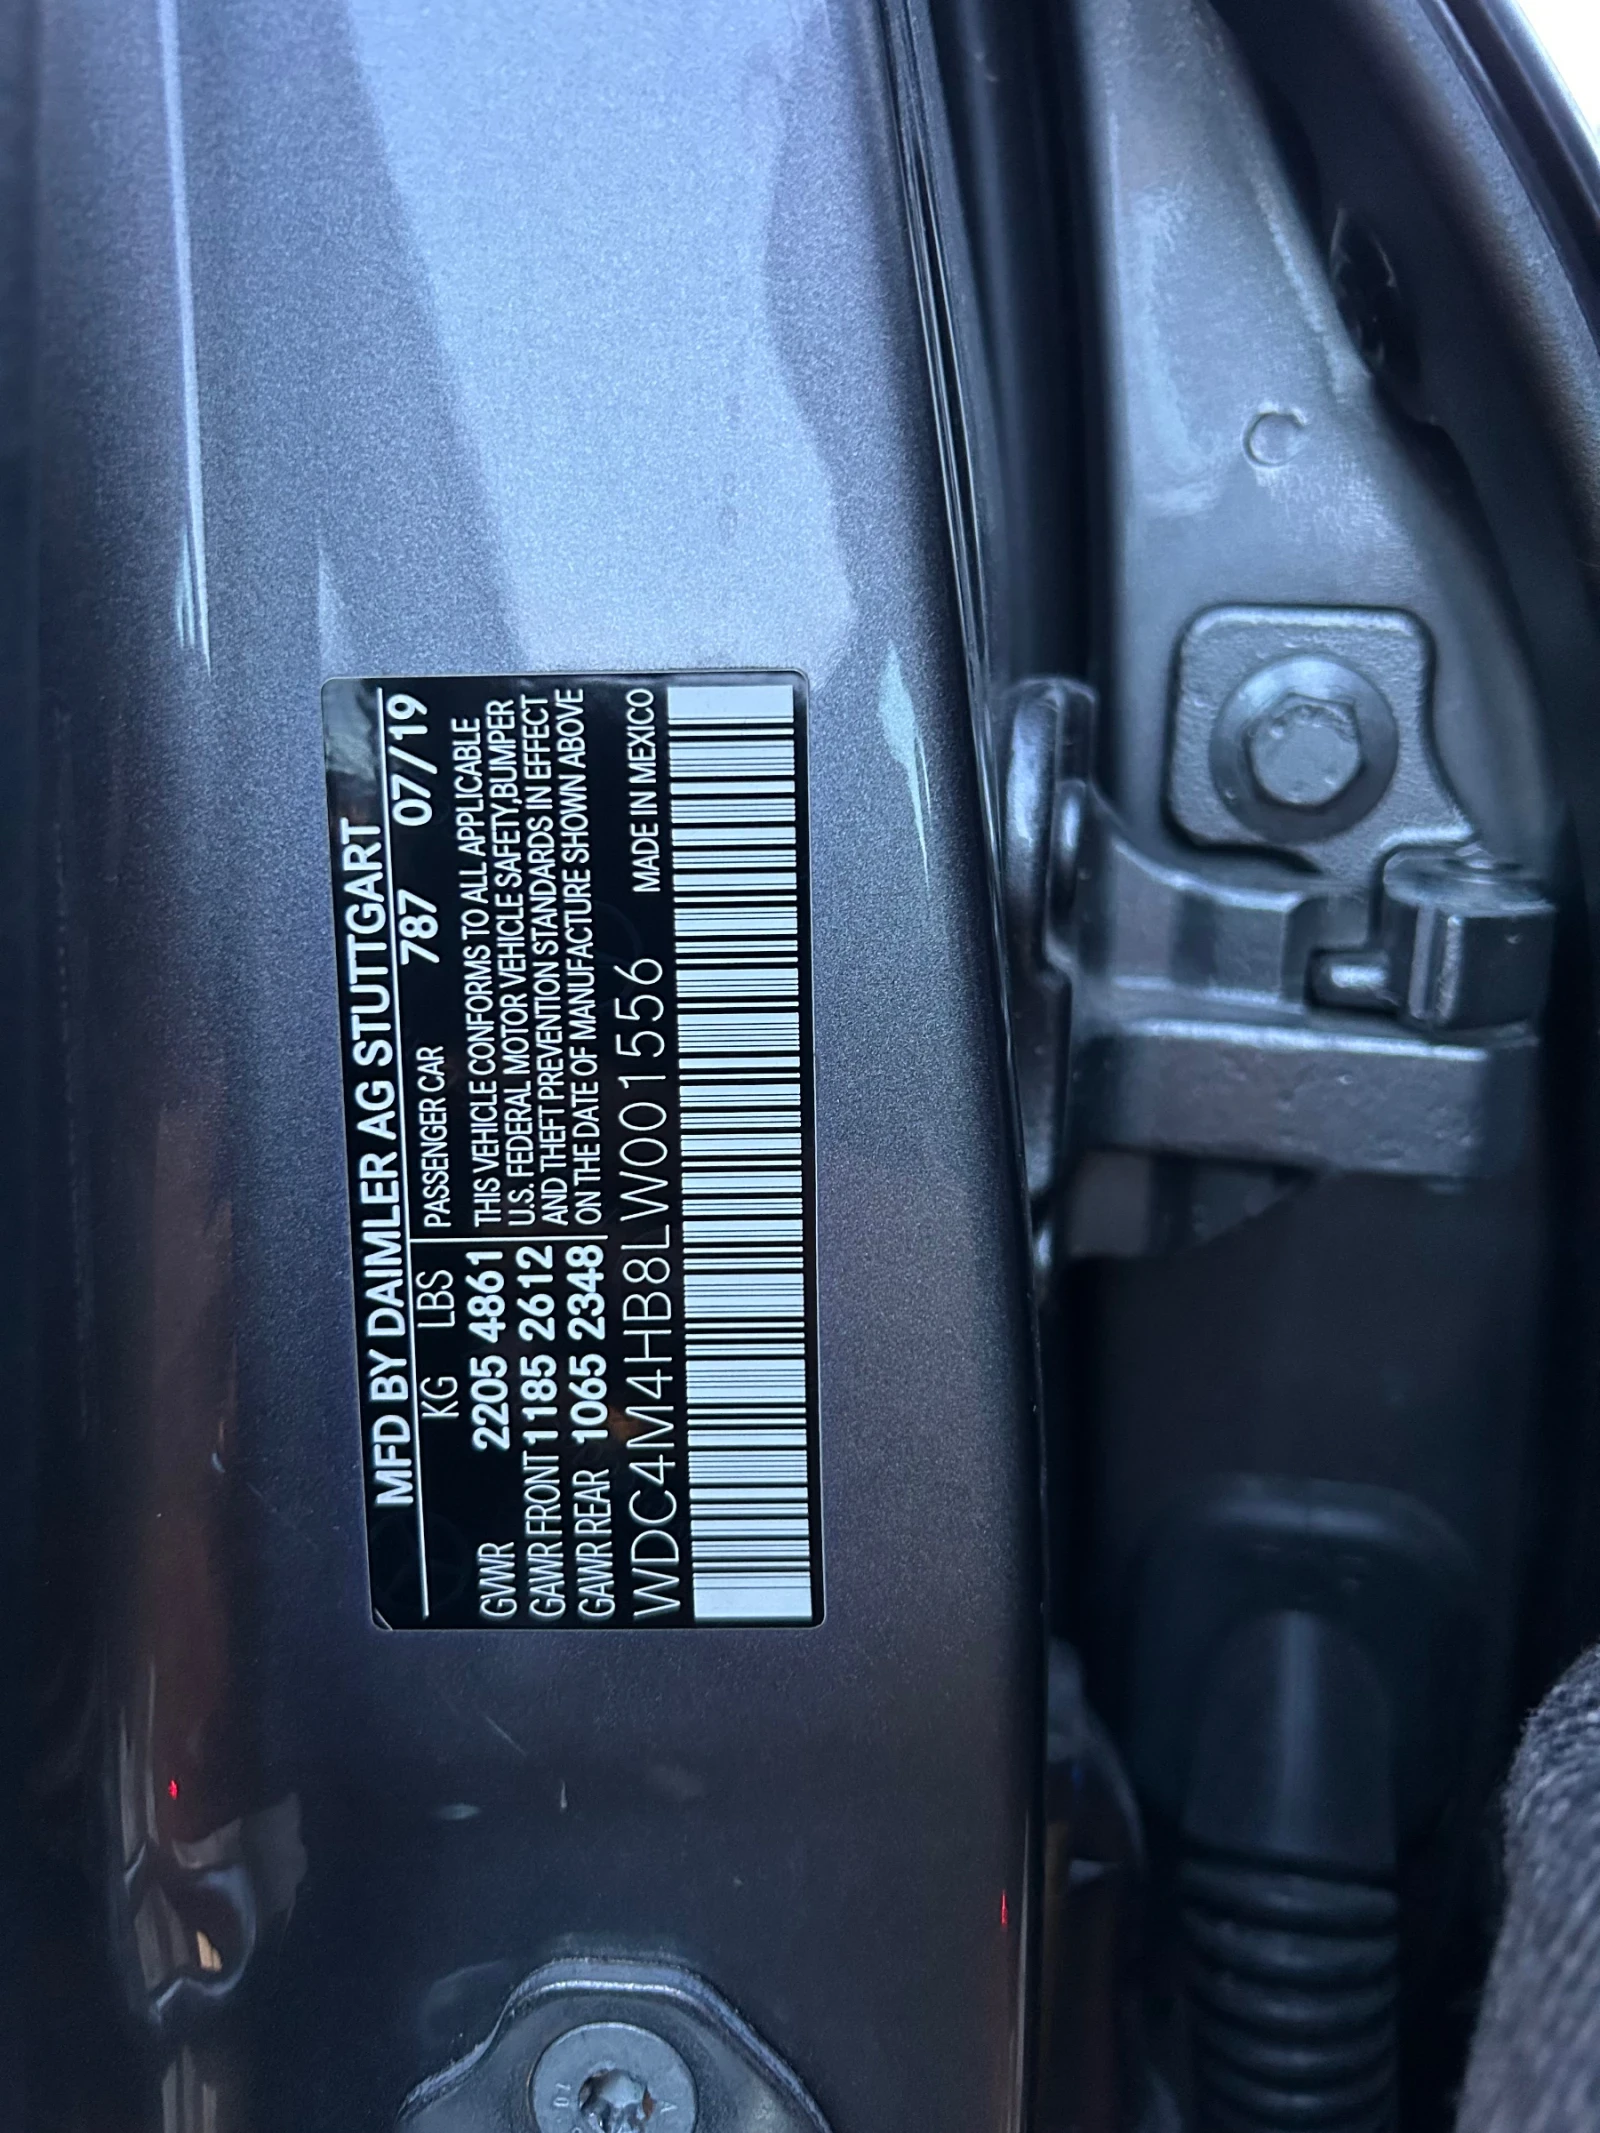 MFD BY DAIMLER AG STUTTGART
KG LBS PASSENGER CAR 787 07/19
GVWR 2205 4861 THIS VEHICLE CONFORMS TO ALL APPLICABLE
GAWR FRONT 1185 2612 U.S. FEDERAL MOTOR VEHICLE SAFETY,BUMPER
AND THEFT PREVENTION STANDARDS IN EFFECT
GAWR REAR 1065 2348 ON THE DATE OF MANUFACTURE SHOWN ABOVE
WDC4M4HB8LW001556 MADE IN MEXICO
C
A